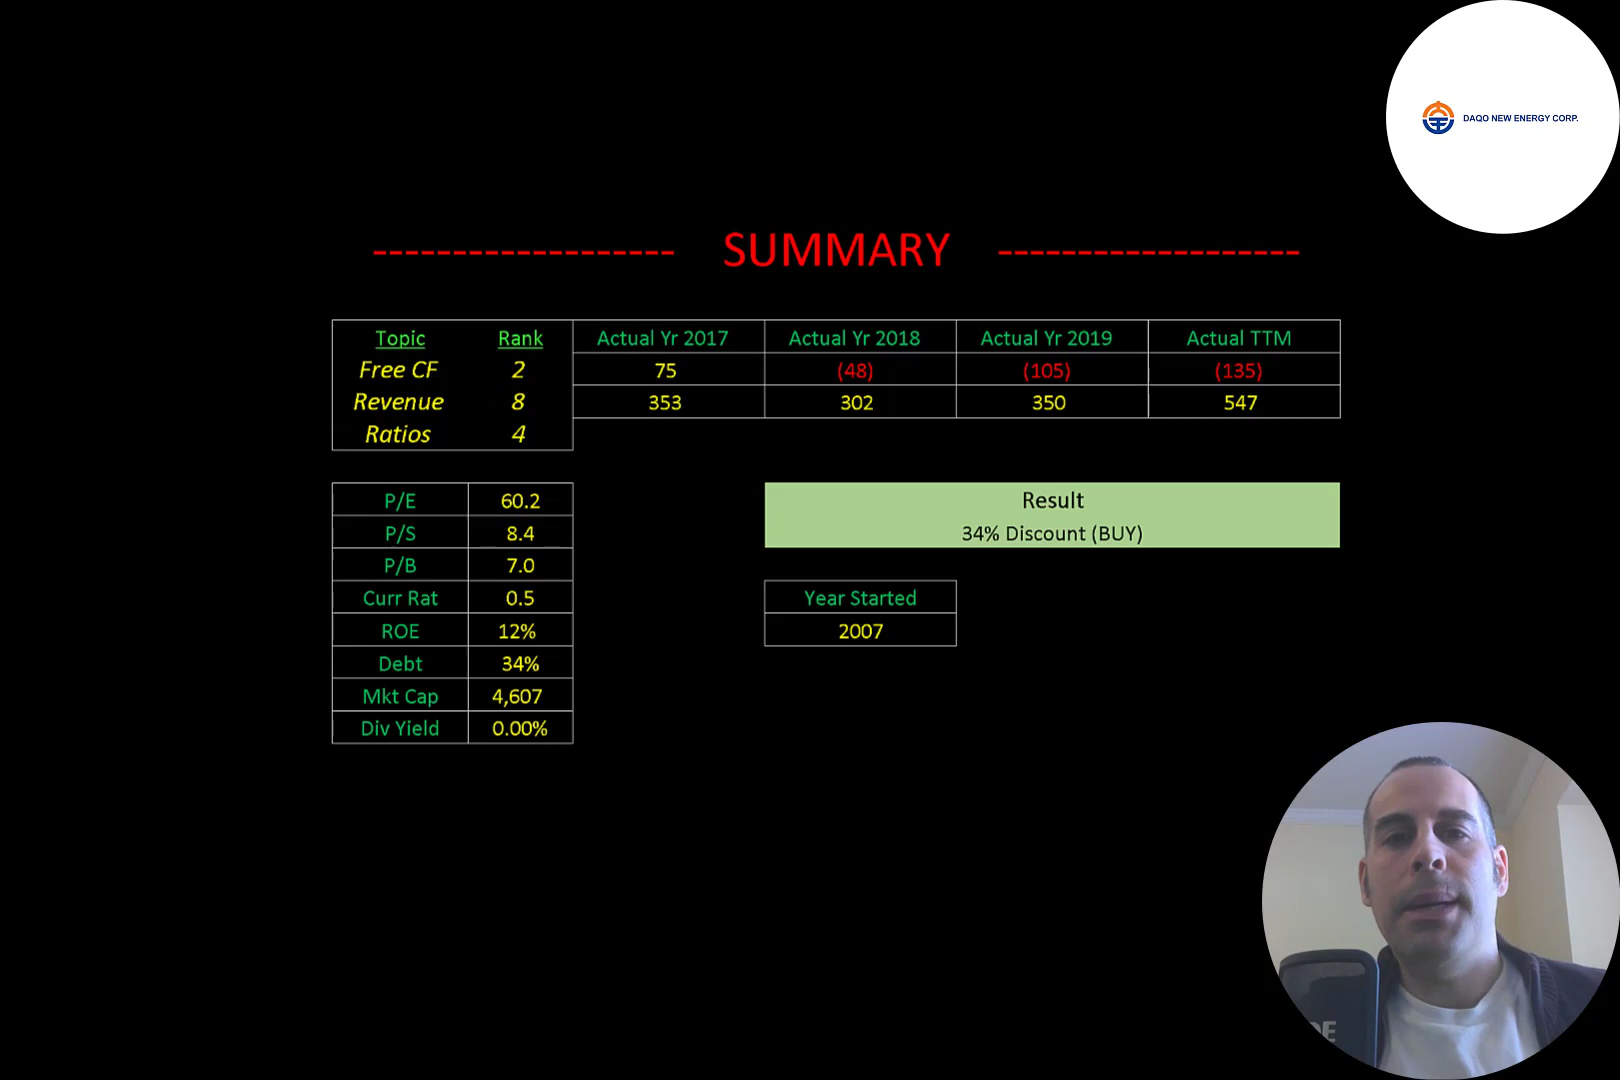 DAQO NEW ENERGY CORP.
------------------- SUMMARY -------------------
Topic Rank Actual Yr 2017 Actual Yr 2018 Actual Yr 2019 Actual TTM
Free CF 2 75 (48) (105) (135)
Revenue 8 353 302 350 547
Ratios 4
P/E 60.2
P/S 8.4
P/B 7.0
Curr Rat 0.5
ROE 12%
Debt 34%
Mkt Cap 4,607
Div Yield 0.00%
Result
34% Discount (BUY)
Year Started
2007